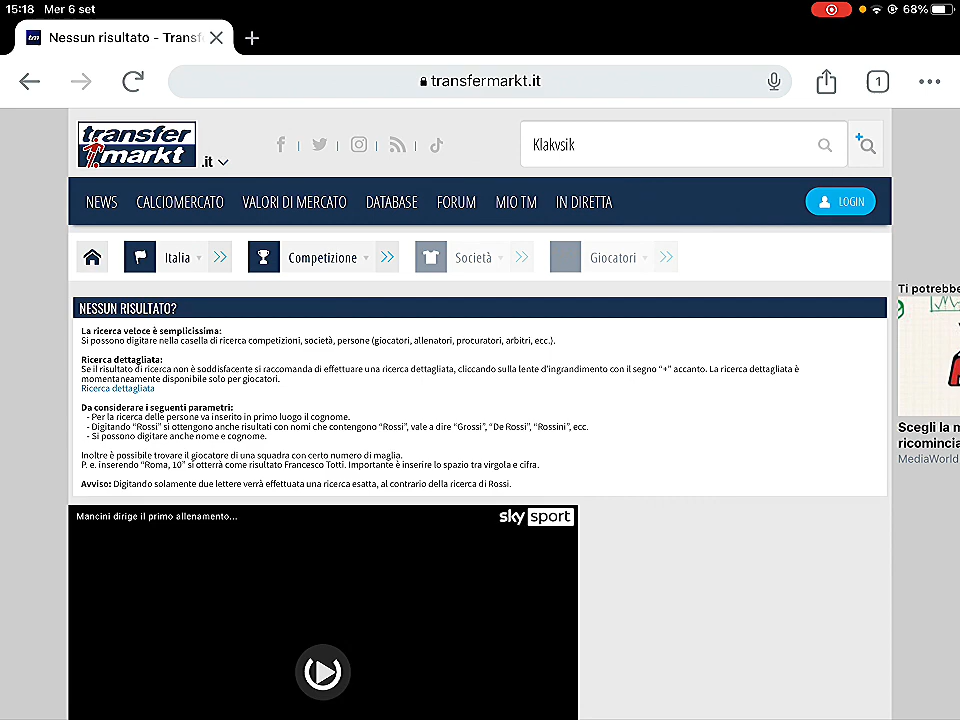 15:18 Mer 6 set
68%
tm Nessun risultato - Transf
transfermarkt.it
1
transfer
markt
.it
Klakvsik
NEWS CALCIOMERCATO VALORI DI MERCATO DATABASE FORUM MIO TM IN DIRETTA
LOGIN
Italia Competizione Società Giocatori
NESSUN RISULTATO?
La ricerca veloce è semplicissima:
Si possono digitare nella casella di ricerca competizioni, società, persone (giocatori, allenatori, procuratori, arbitri, ecc.).
Ricerca dettagliata:
Se il risultato di ricerca non è soddisfacente si raccomanda di effettuare una ricerca dettagliata, cliccando sulla lente d'ingrandimento con il segno "+" accanto. La ricerca dettagliata è
momentaneamente disponibile solo per giocatori.
Ricerca dettagliata
Da considerare i seguenti parametri:
- Per la ricerca delle persone va inserito in primo luogo il cognome.
- Digitando "Rossi" si ottengono anche risultati con nomi che contengono "Rossi", vale a dire "Grossi", "De Rossi", "Rossini", ecc.
- Si possono digitare anche nome e cognome.
Inoltre è possibile trovare il giocatore di una squadra con certo numero di maglia.
P. e. inserendo "Roma, 10" si otterrà come risultato Francesco Totti. Importante è inserire lo spazio tra virgola e cifra.
Avviso: Digitando solamente due lettere verrà effettuata una ricerca esatta, al contrario della ricerca di Rossi.
Mancini dirige il primo allenamento...
sky sport
Ti potrebbe
Scegli la m
ricomincia
MediaWorld